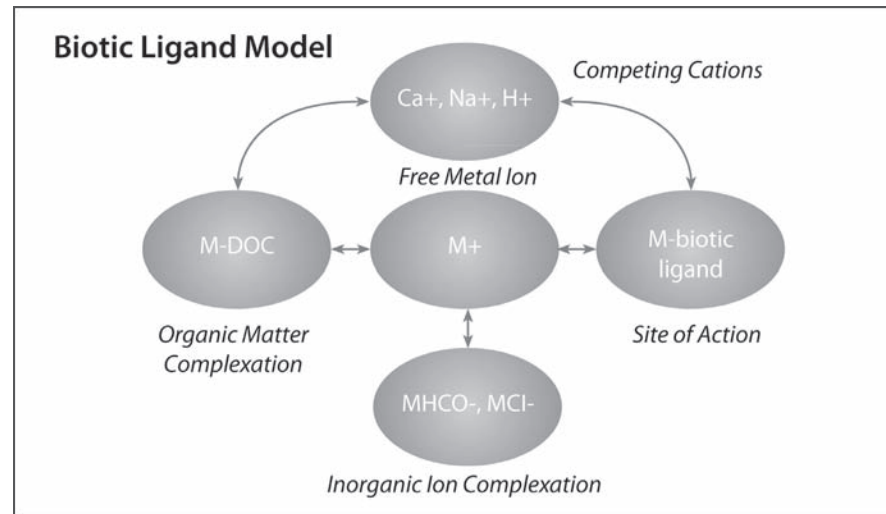 Biotic Ligand Model
Competing Cations
Ca+, Na+, H+
Free Metal Ion
M-DOC
M+
M-biotic
ligand
Organic Matter
Complexation
Site of Action
MHCO-, MCl-
Inorganic Ion Complexation